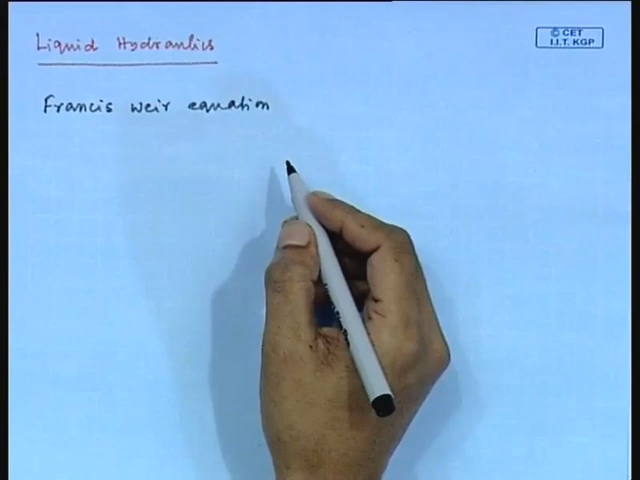 Liquid Hydraulics
© CET
I.I.T. KGP
Francis weir equation